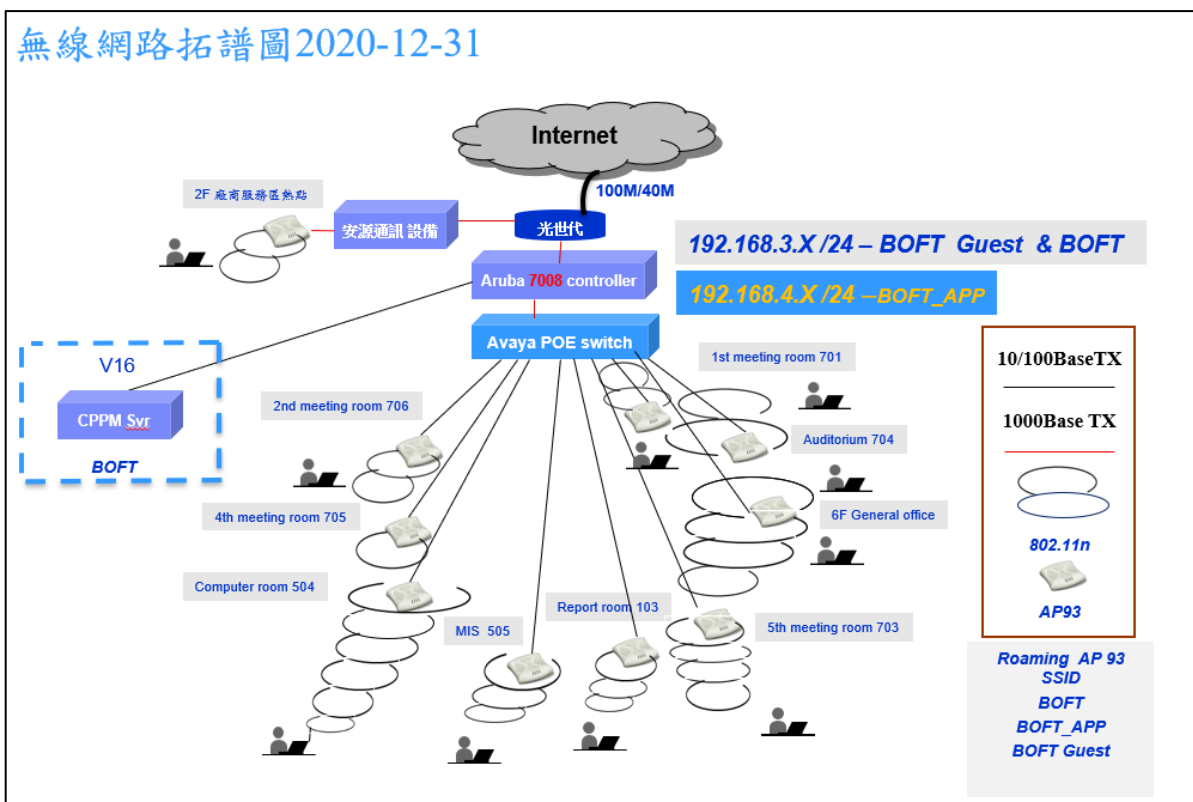 無線網路拓譜圖2020-12-31
Internet
100M/40M
2F 廠商服務區熱點
安源通訊 設備
光世代
192.168.3.X /24 – BOFT Guest & BOFT
Aruba 7008 controller
192.168.4.X /24 –BOFT_APP
Avaya POE switch
V16
CPPM Svr
BOFT
1st meeting room 701
2nd meeting room 706
Auditorium 704
4th meeting room 705
6F General office
Computer room 504
MIS 505
Report room 103
5th meeting room 703
10/100BaseTX
1000Base TX
802.11n
AP93
Roaming AP 93
SSID
BOFT
BOFT_APP
BOFT Guest